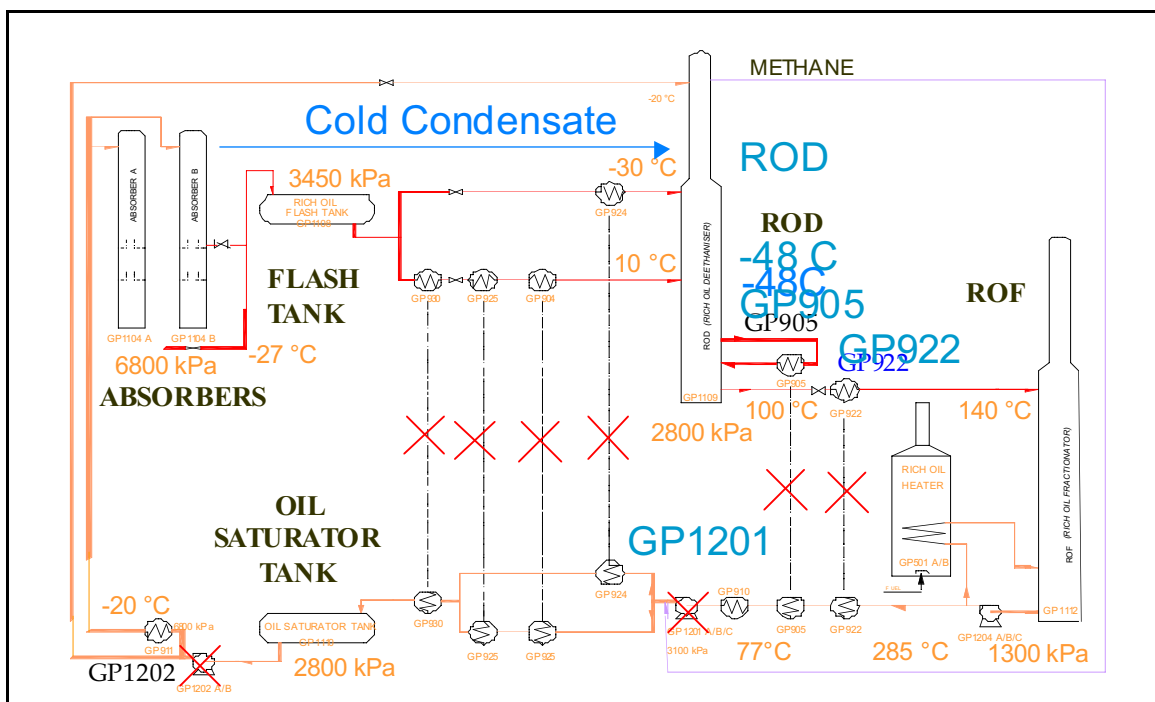 METHANE
-20 °C
Cold Condensate
ROD
3450 kPa
-30 °C
ABSORBER A
ABSORBER B
RICH OIL
FLASH TANK
GP924
ROD
-48 C
-48C
GP905
GP905
10 °C
FLASH
TANK
GP930
GP925
GP904
ROD (RICH OIL DEETHANISER)
ROF
GP1104 A
GP1104 B
6800 kPa
-27 °C
ABSORBERS
GP922
GP922
GP905
GP922
GP1109
100 °C
140 °C
2800 kPa
RICH OIL
HEATER
ROF (RICH OIL FRACTIONATOR)
OIL
SATURATOR
TANK
GP1201
GP501 A/B
GP924
GP910
-20 °C
6800 kPa
GP911
OIL SATURATOR TANK
GP930
GP925
GP925
GP1201 A/B/C
3100 kPa
GP905
GP922
GP1204 A/B/C
GP1112
77°C
285 °C
1300 kPa
GP1202
GP1202 A/B
2800 kPa